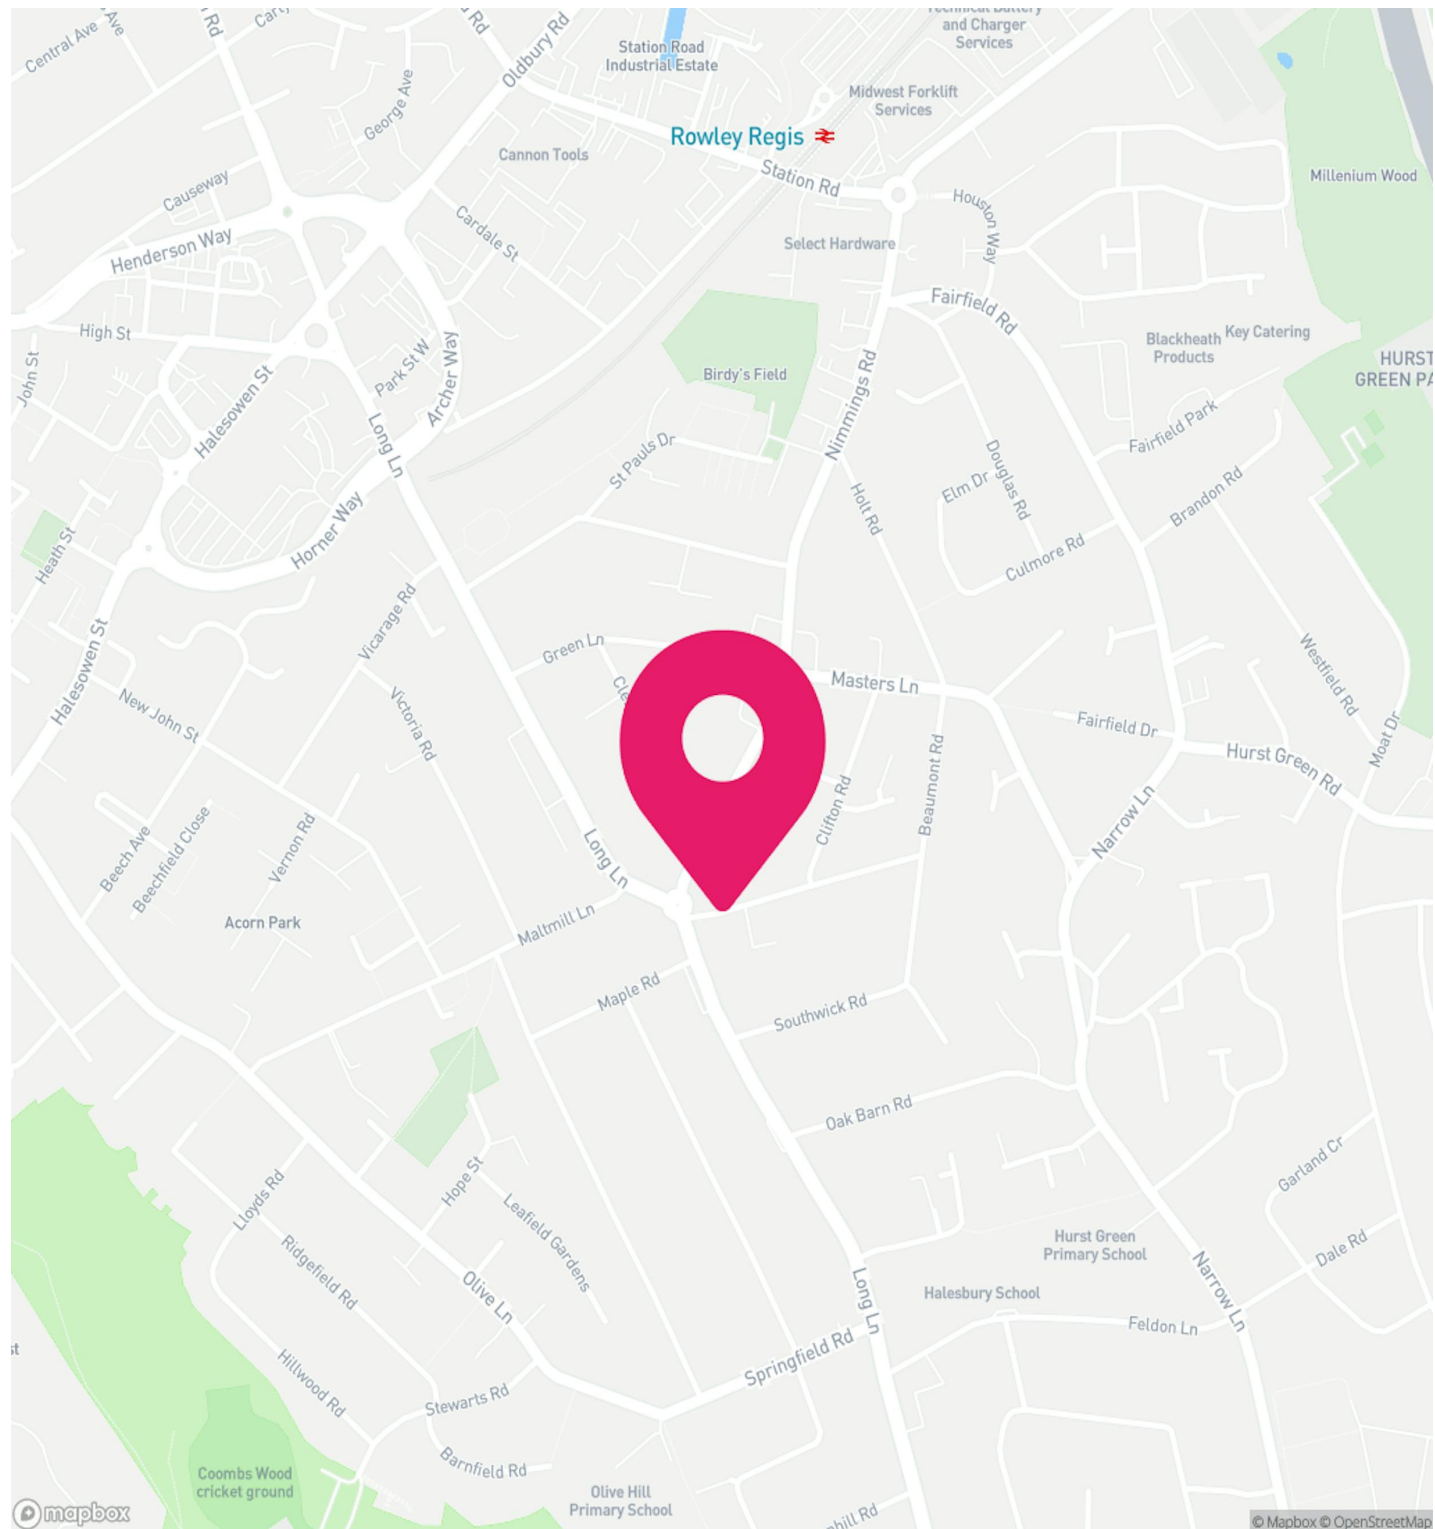 Central Ave
Oldbury Rd
George Ave
Station Road
Industrial Estate
and Charger
Services
Midwest Forklift
Services
Rowley Regis
Cannon Tools
Station Rd
Millenium Wood
Causeway
Cardale St
Houston Way
Henderson Way
Select Hardware
Fairfield Rd
High St
Blackheath
Products
Key Catering
John St
Park St W
Archer Way
Halesowen St
Birdy's Field
Nimmings Rd
HURST
GREEN PA
Long Ln
St Pauls Dr
Fairfield Park
Douglas Rd
Elm Dr
Brandon Rd
Holt Rd
Horner Way
Heath St
Culmore Rd
Vicarage Rd
Green Ln
Westfield Rd
Halesowen St
Masters Ln
New John St
Victoria Rd
Fairfield Dr
Moat Dr
Hurst Green Rd
Beaumont Rd
Clifton Rd
Narrow Ln
Beech Ave
Beechfield Close
Vernon Rd
Long Ln
Acorn Park
Maltmill Ln
Maple Rd
Southwick Rd
Oak Barn Rd
Garland Cr
Lloyds Rd
Hope St
Leafield Gardens
Hurst Green
Primary School
Dale Rd
Ridgefield Rd
Olive Ln
Halesbury School
Long Ln
Narrow Ln
Feldon Ln
Springfield Rd
Hillwood Rd
Stewarts Rd
Barnfield Rd
Coombs Wood
cricket ground
Olive Hill
Primary School
mapbox
© Mapbox © OpenStreetMap